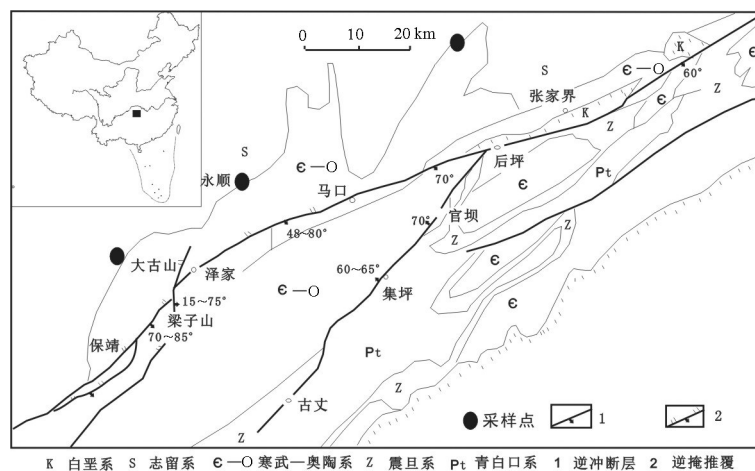 0 10 20 km
K
S
Є—O
60°
Є
张家界
Z
K
Z
Є
后坪
Z
S
永顺
Є—O
马口
70°
Є
Pt
官坝
70°
48~80°
Z
Z
大古山
泽家
60~65°
Є
Є—O
集坪
Є
15~75°
梁子山
70~85°
保靖
Pt
Z
古丈
Z
采样点 1 2
K 白垩系 S 志留系 Є—O寒武—奥陶系 Z 震旦系 Pt 青白口系 1 逆冲断层 2 逆掩推覆